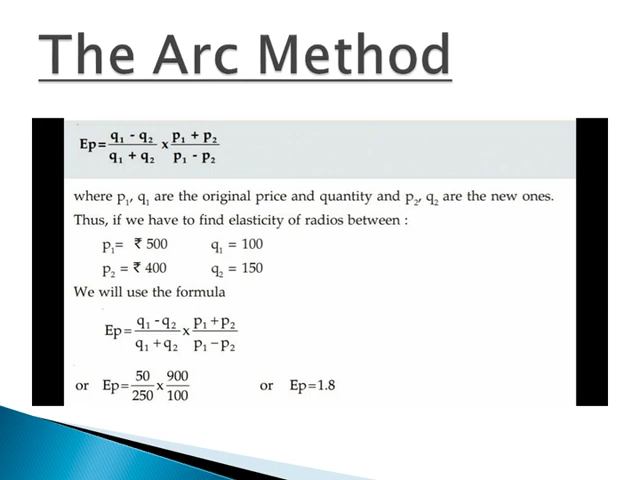 The Arc Method
Ep= q₁ - q₂ / q₁ + q₂ x p₁ + p₂ / p₁ - p₂
where p₁, q₁ are the original price and quantity and p₂, q₂ are the new ones.
Thus, if we have to find elasticity of radios between :
p₁= ₹ 500 q₁ = 100
p₂ = ₹ 400 q₂ = 150
We will use the formula
Ep= q₁ - q₂ / q₁ + q₂ x p₁ + p₂ / p₁ − p₂
or Ep= 50 / 250 x 900 / 100 or Ep=1.8